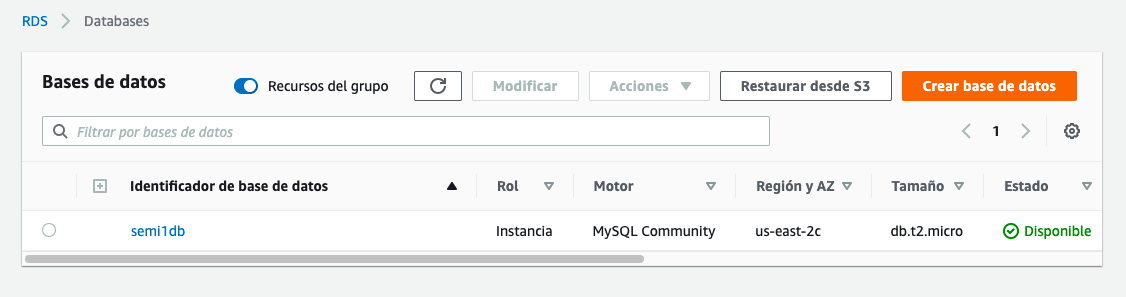 RDS > Databases
Bases de datos Recursos del grupo Modificar Acciones Restaurar desde S3 Crear base de datos
Filtrar por bases de datos 1
Identificador de base de datos Rol Motor Región y AZ Tamaño Estado
semi1db Instancia MySQL Community us-east-2c db.t2.micro Disponible